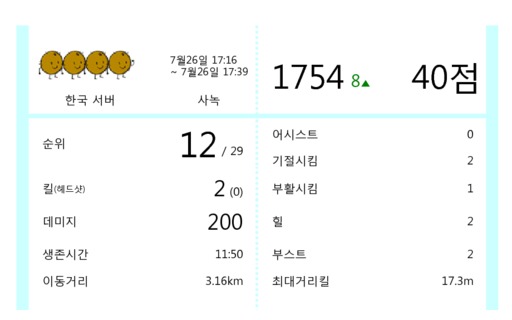 7월26일 17:16
~ 7월26일 17:39
한국 서버
사녹
1754 8▲ 40점
순위 12 / 29
킬(헤드샷) 2 (0)
데미지 200
생존시간 11:50
이동거리 3.16km
어시스트 0
기절시킴 2
부활시킴 1
힐 2
부스트 2
최대거리킬 17.3m